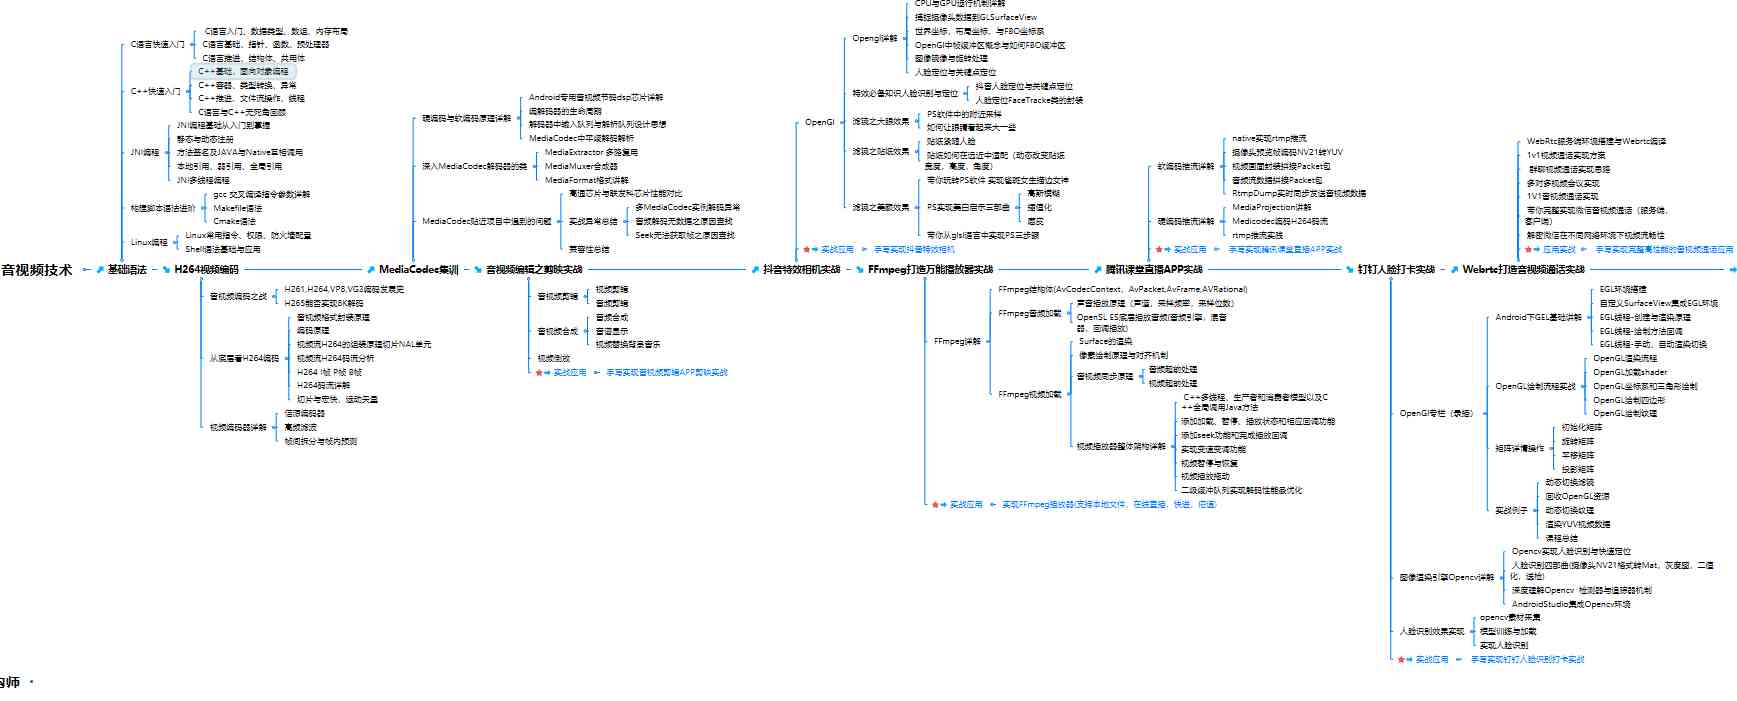 音视频技术
基础语法
C语言快速入门
C语言入门、数据类型、数组、内存布局
C语言基础、指针、函数、预处理器
C语言推进、结构体、共用体
C++快速入门
C++基础，面向对象编程
C++容器、类型转换、异常
C++推进、文件流操作、线程
C语言与C++无死角回顾
JNI编程
JNI编程基础从入门到掌握
静态与动态注册
方法签名及JAVA与Native互相调用
本地引用、弱引用、全局引用
JNI多线程编程
构建脚本语法进阶
gcc 交叉编译指令参数详解
Makefile语法
Cmake语法
Linux编程
Linux常用指令、权限、防火墙配置
Shell语法基础与应用
H264视频编码
音视频编码之战
H261,H264,VP8,VG3编码发展史
H265能否实现8K解码
从底层看H264编码
音视频格式封装原理
编码原理
视频流H264的组装原理切片NAL单元
视频流H264码流分析
H264 I帧 P帧 B帧
H264码流详解
切片与宏快，运动矢量
视频编码器详解
信源编码器
高频滤波
帧间拆分与帧内预测
MediaCodec集训
硬编码与软编码原理详解
Android专用音视频节码dsp芯片详解
编解码器的生命周期
解码器中输入队列与解析队列设计思想
MediaCodec中平缓解码解析
深入MediaCodec解码器的类
MediaExtractor 多路复用
MediaMuxer合成器
MediaFormat格式讲解
MediaCodec贴近项目中遇到的问题
高通芯片与联发科芯片性能对比
实战异常总结
多MediaCodec实例解码异常
音频解码无数据之原因查找
Seek无法获取帧之原因查找
兼容性总结
音视频编辑之剪映实战
音视频剪辑
视频剪辑
音频剪辑
音视频合成
音频合成
音谱显示
视频替换背景音乐
视频倒放
实战应用
手写实现音视频剪辑APP剪映实战
抖音特效相机实战
OpenGl
Opengl详解
CPU与GPU运行机制详解
捕捉摄像头数据到GLSurfaceView
世界坐标，布局坐标，与FBO坐标系
OpenGl中帧缓冲区概念与如何FBO缓冲区
图像镜像与旋转处理
人脸定位与关键点定位
特效必备知识人脸识别与定位
抖音人脸定位与关键点定位
人脸定位FaceTracke类的封装
滤镜之大眼效果
PS软件中的附近采样
如何让眼睛看起来大一些
滤镜之贴纸效果
贴纸紧随人脸
贴纸如何在远近中适配（动态改变贴纸
宽度，高度，角度）
滤镜之美颜效果
带你玩转PS软件 实现雀斑女生描边女神
PS实现美白启示三部曲
高斯模糊
细值化
磨皮
带你从glsl语言中实现PS三步骤
实战应用
手写实现抖音特效相机
FFmpeg打造万能播放器实战
FFmpeg详解
FFmpeg结构体(AvCodecContext，AvPacket,AvFrame,AVRational)
FFmpeg音频加载
声音播放原理（声道，采样频率，采样位数）
OpenSL ES底层播放音频(音频引擎，混音
器，回调播放)
FFmpeg视频加载
Surface的渲染
像素绘制原理与对齐机制
音视频同步原理
音频超前处理
视频超前处理
视频播放器整体架构详解
C++多线程，生产者和消费者模型以及C
++全局调用Java方法
添加加载、暂停、播放状态和相应回调功能
添加seek功能和完成播放回调
实现变速变调功能
视频暂停与恢复
视频播放拖动
二级缓冲队列实现解码性能最优化
实战应用
实现FFmpeg播放器(支持本地文件，在线直播，快进，倍速)
腾讯课堂直播APP实战
软编码推流详解
native实现rtmp推流
摄像头预览帧编码NV21转YUV
视频画面封装拼接Packet包
音频流数据拼接Packet包
RtmpDump实时同步发送音视频数据
硬编码推流详解
MediaProjection讲解
Medicodec编码H264码流
rtmp推流实践
实战应用
手写实现腾讯课堂直播APP实战
钉钉人脸打卡实战
OpenGl专栏（录播）
Android下GEL基础讲解
EGL环境搭建
自定义SurfaceView集成EGL环境
EGL线程-创建与渲染原理
EGL线程-绘制方法回调
EGL线程-手动、自动渲染切换
OpenGL绘制流程实战
OpenGL渲染流程
OpenGL加载shader
OpenGL坐标系和三角形绘制
OpenGL绘制四边形
OpenGL绘制纹理
矩阵详情操作
初始化矩阵
旋转矩阵
平移矩阵
投影矩阵
实战例子
动态切换滤镜
回收OpenGL资源
动态切换纹理
渲染YUV视频数据
课程总结
图像渲染引擎Opencv详解
Opencv实现人脸识别与快速定位
人脸识别四部曲(摄像头NV21格式转Mat，灰度图，二值
化，送检)
深度理解Opencv 检测器与追踪器机制
AndroidStudio集成Opencv环境
人脸识别效果实现
opencv素材采集
模型训练与加载
实现人脸识别
实战应用
手写实现钉钉人脸识别打卡实战
Webrtc打造音视频通话实战
WebRtc服务端环境搭建与Webrtc编译
1v1视频通话实现方案
群聊视频通话实现思路
多对多视频会议实现
1V1音视频通话实现
带你完整实现微信音视频通话（服务端，
客户端）
解密微信在不同网络环境下视频流畅性
应用实战
手写实现完整高性能的音视频通话应用
构师